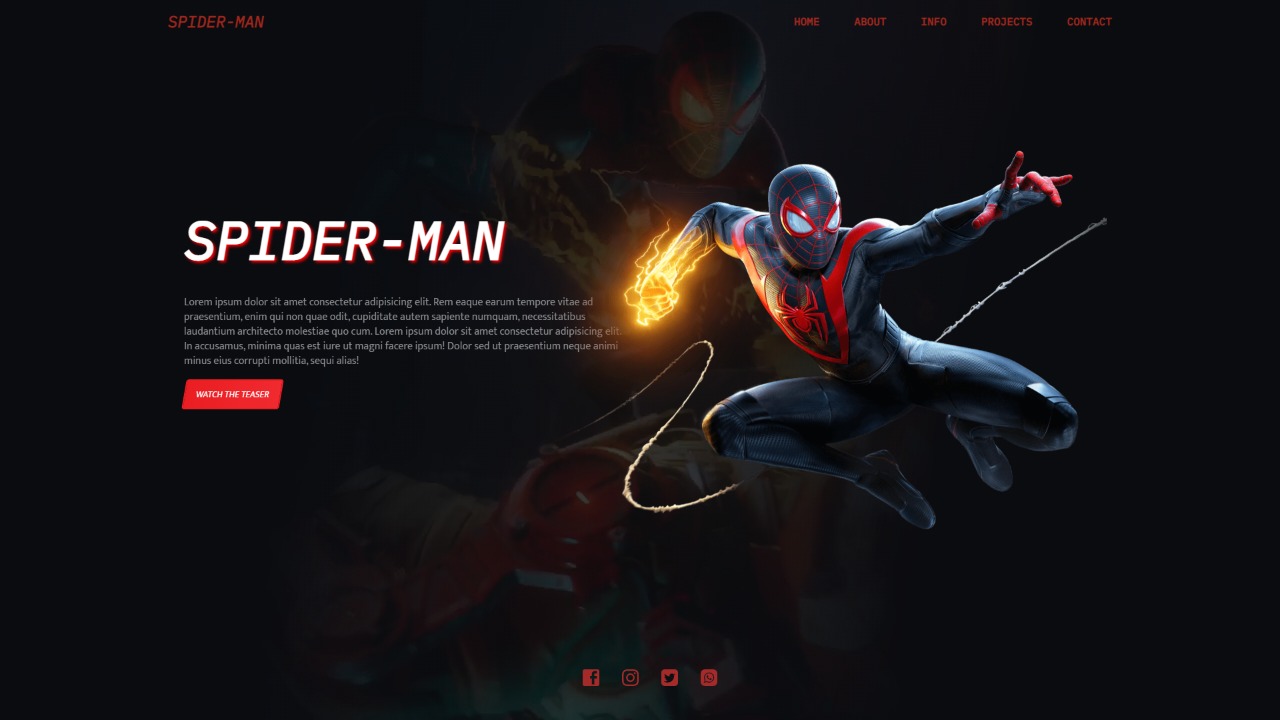 SPIDER-MAN
HOME ABOUT INFO PROJECTS CONTACT
SPIDER-MAN
Lorem ipsum dolor sit amet consectetur adipisicing elit. Rem eaque earum tempore vitae ad
praesentium, enim qui non quae odit, cupiditate autem sapiente numquam, necessitatibus
laudantium architecto molestiae quo cum. Lorem ipsum dolor sit amet consectetur adipisicing elit.
In accusamus, minima quas est iure ut magni facere ipsum! Dolor sed ut praesentium neque animi
minus eius corrupti mollitia, sequi alias!
WATCH THE TEASER